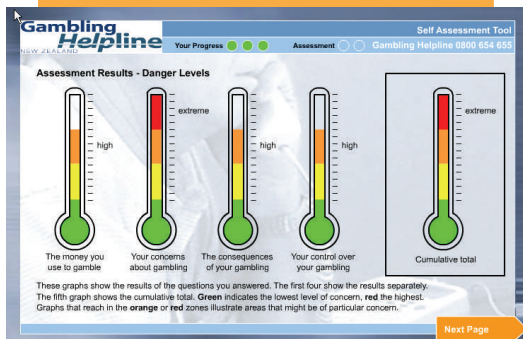 Gambling
Helpline
NEW ZEALAND
Self Assessment Tool
Your Progress
Assessment
Gambling Helpline 0800 654 655
Assessment Results - Danger Levels
high
extreme
high
high
extreme
The money you
use to gamble
Your concerns
about gambling
The consequences
of your gambling
Your control over
your gambling
Cumulative total
These graphs show the results of the questions you answered. The first four show the results separately.
The fifth graph shows the cumulative total. Green indicates the lowest level of concern, red the highest.
Graphs that reach in the orange or red zones illustrate areas that might be of particular concern.
Next Page